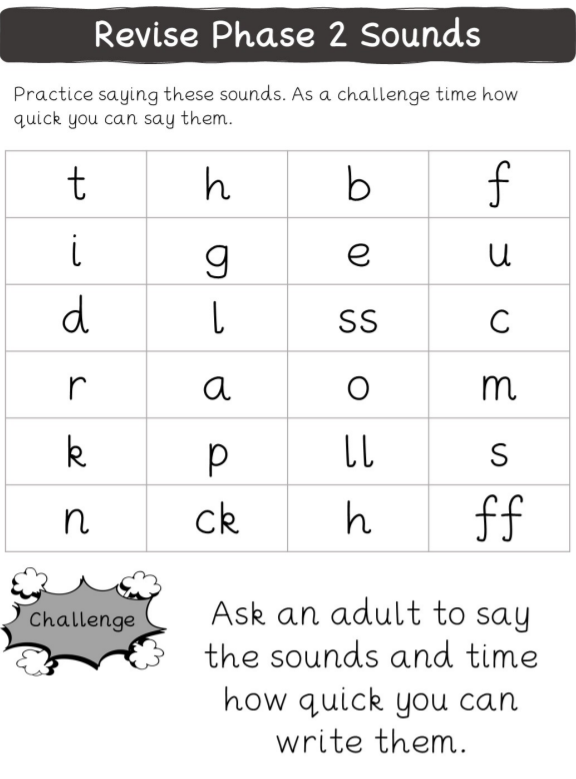 Revise Phase 2 Sounds
Practice saying these sounds. As a challenge time how
quick you can say them.
t h b f
i g e u
d l ss c
r a o m
k p ll s
n ck h ff
Challenge
Ask an adult to say
the sounds and time
how quick you can
write them.